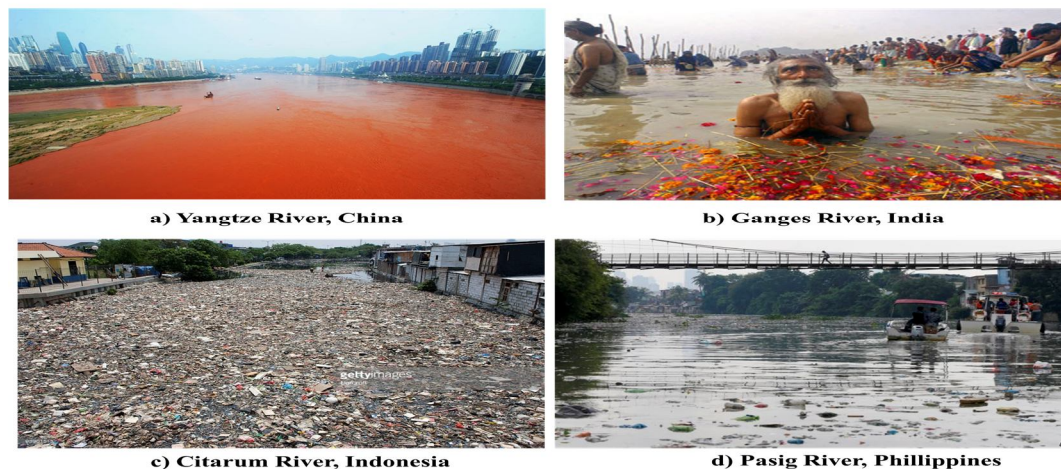 a) Yangtze River, China
b) Ganges River, India
gettyimages
c) Citarum River, Indonesia
d) Pasig River, Phillippines